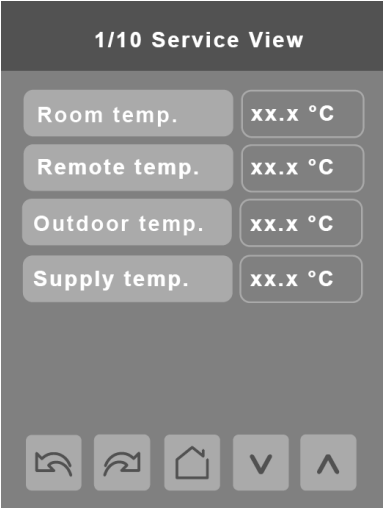 1/10 Service View
Room temp. xx.x °C
Remote temp. xx.x °C
Outdoor temp. xx.x °C
Supply temp. xx.x °C